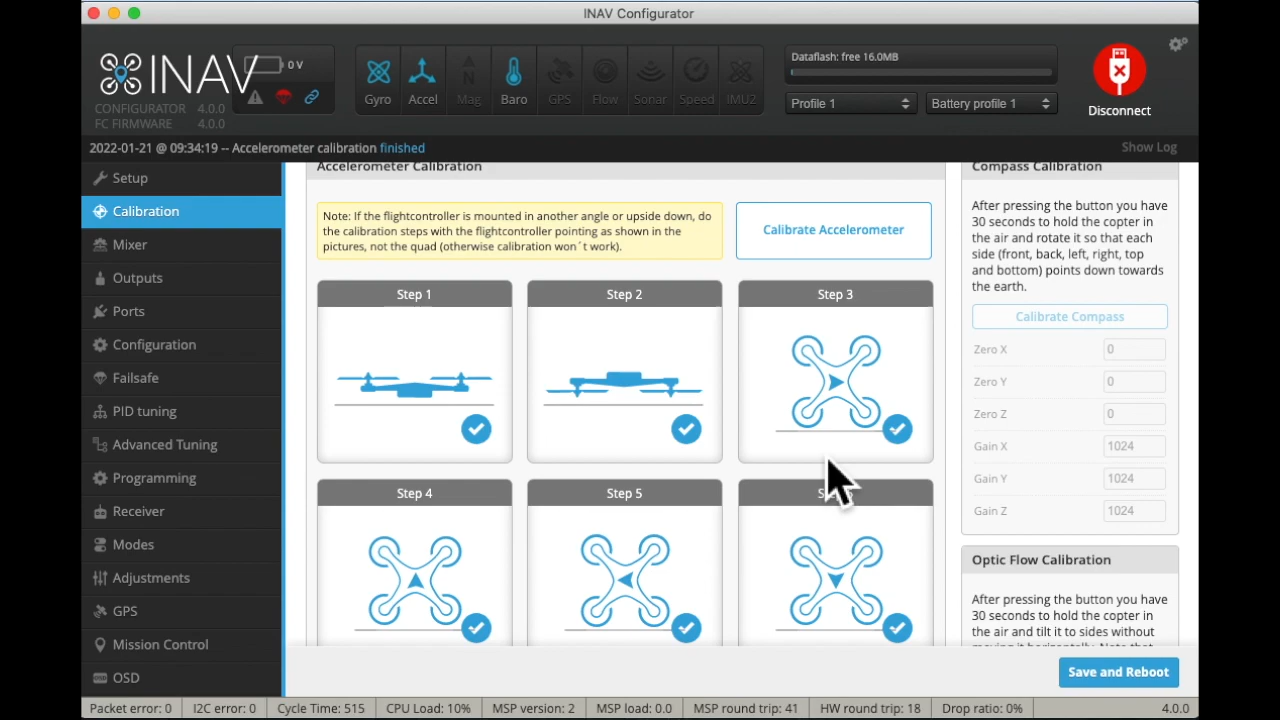 INAV Configurator
INAV
0 V
CONFIGURATOR 4.0.0
FC FIRMWARE 4.0.0
Gyro
Accel
Mag
Baro
GPS
Flow
Sonar
Speed
IMU2
Dataflash: free 16.0MB
Profile 1
Battery profile 1
Disconnect
2022-01-21 @ 09:34:19 -- Accelerometer calibration finished
Show Log
Setup
Calibration
Mixer
Outputs
Ports
Configuration
Failsafe
PID tuning
Advanced Tuning
Programming
Receiver
Modes
Adjustments
GPS
Mission Control
OSD
Accelerometer Calibration
Note: If the flightcontroller is mounted in another angle or upside down, do
the calibration steps with the flightcontroller pointing as shown in the
pictures, not the quad (otherwise calibration won´t work).
Calibrate Accelerometer
Step 1
Step 2
Step 3
Step 4
Step 5
Compass Calibration
After pressing the button you have
30 seconds to hold the copter in
the air and rotate it so that each
side (front, back, left, right, top
and bottom) points down towards
the earth.
Calibrate Compass
Zero X 0
Zero Y 0
Zero Z 0
Gain X 1024
Gain Y 1024
Gain Z 1024
Optic Flow Calibration
After pressing the button you have
30 seconds to hold the copter in
the air and tilt it to sides without
Save and Reboot
Packet error: 0
I2C error: 0
Cycle Time: 515
CPU Load: 10%
MSP version: 2
MSP load: 0.0
MSP round trip: 41
HW round trip: 18
Drop ratio: 0%
4.0.0